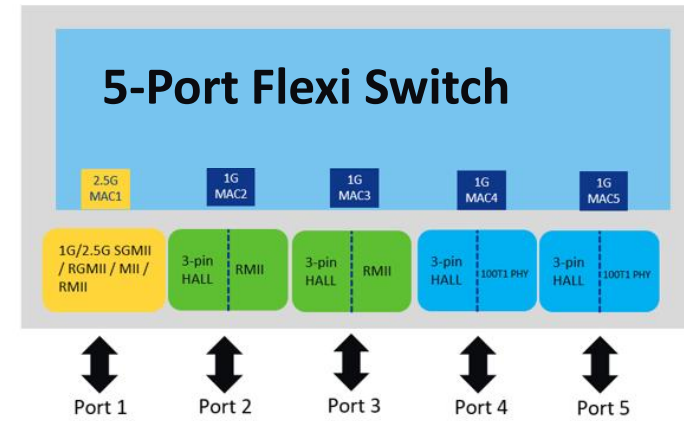 5-Port Flexi Switch
2.5G
MAC1
1G
MAC2
1G
MAC3
1G
MAC4
1G
MAC5
1G/2.5G SGMII
/ RGMII / MII /
RMII
3-pin
HALL
RMII
3-pin
HALL
RMII
3-pin
HALL
100T1 PHY
3-pin
HALL
100T1 PHY
Port 1
Port 2
Port 3
Port 4
Port 5